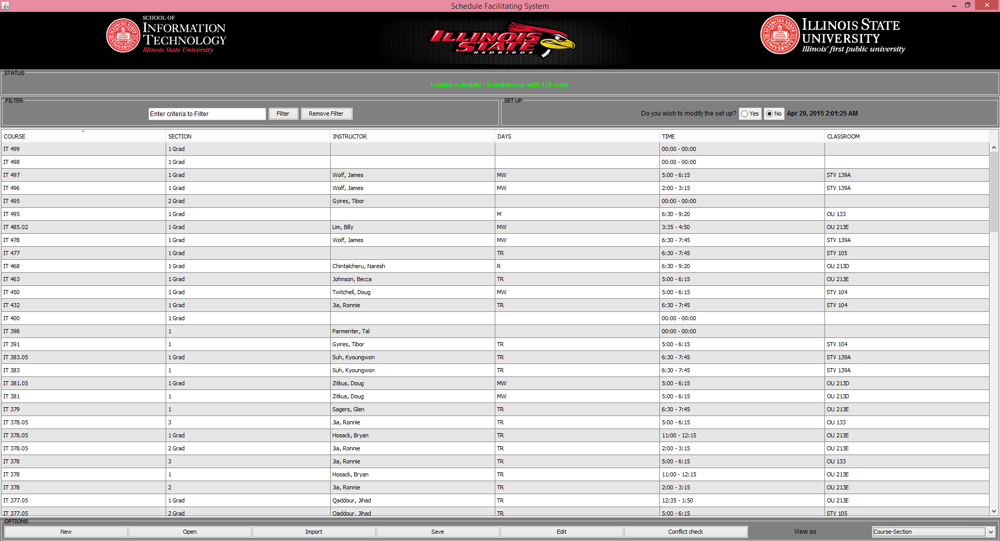 Schedule Facilitating System
SCHOOL OF
INFORMATION
TECHNOLOGY
Illinois State University
ILLINOIS
STATE
REDBIRDS
ILLINOIS STATE
UNIVERSITY
Illinois' first public university
STATUS
Loaded schedule : Schedule.csv with 125 rows
FILTER
Enter criteria to Filter Filter Remove Filter
SET UP
Do you wish to modify the set up? Yes No Apr 29, 2015 2:01:25 AM
COURSE SECTION INSTRUCTOR DAYS TIME CLASSROOM
IT 499 1 Grad 00:00 - 00:00
IT 498 1 Grad 00:00 - 00:00
IT 497 1 Grad Wolf, James MW 5:00 - 6:15 STV 139A
IT 496 1 Grad Wolf, James MW 2:00 - 3:15 STV 139A
IT 495 2 Grad Gyires, Tibor 00:00 - 00:00
IT 495 1 Grad M 6:30 - 9:20 OU 133
IT 485.02 1 Grad Lim, Billy MW 3:35 - 4:50 OU 213E
IT 478 1 Grad Wolf, James MW 6:30 - 7:45 STV 139A
IT 477 1 Grad TR 6:30 - 7:45 STV 105
IT 468 1 Grad Chintalcheru, Naresh R 6:30 - 9:20 OU 213D
IT 463 1 Grad Johnson, Becca TR 5:00 - 6:15 OU 213E
IT 450 1 Grad Twitchell, Doug MW 5:00 - 6:15 STV 104
IT 432 1 Grad Jia, Ronnie TR 6:30 - 7:45 STV 104
IT 400 1 Grad 00:00 - 00:00
IT 398 1 Parmenter, Tal 00:00 - 00:00
IT 391 1 Gyires, Tibor TR 5:00 - 6:15 STV 104
IT 383.05 1 Grad Suh, Kyoungwon TR 6:30 - 7:45 STV 139A
IT 383 1 Suh, Kyoungwon TR 6:30 - 7:45 STV 139A
IT 381.05 1 Grad Zitkus, Doug MW 5:00 - 6:15 OU 213D
IT 381 1 Zitkus, Doug MW 5:00 - 6:15 OU 213D
IT 379 1 Sagers, Glen TR 6:30 - 7:45 OU 213E
IT 378.05 3 Jia, Ronnie TR 5:00 - 6:15 OU 133
IT 378.05 1 Grad Hosack, Bryan TR 11:00 - 12:15 OU 213E
IT 378.05 2 Grad Jia, Ronnie TR 2:00 - 3:15 OU 213E
IT 378 3 Jia, Ronnie TR 5:00 - 6:15 OU 133
IT 378 1 Hosack, Bryan TR 11:00 - 12:15 OU 213E
IT 378 2 Jia, Ronnie TR 2:00 - 3:15 OU 213E
IT 377.05 1 Grad Qaddour, Jihad TR 12:35 - 1:50 OU 213E
IT 377.05 2 Grad Qaddour, Jihad TR 5:00 - 6:15 STV 105
OPTIONS
New Open Import Save Edit Conflict check View as Course-Section